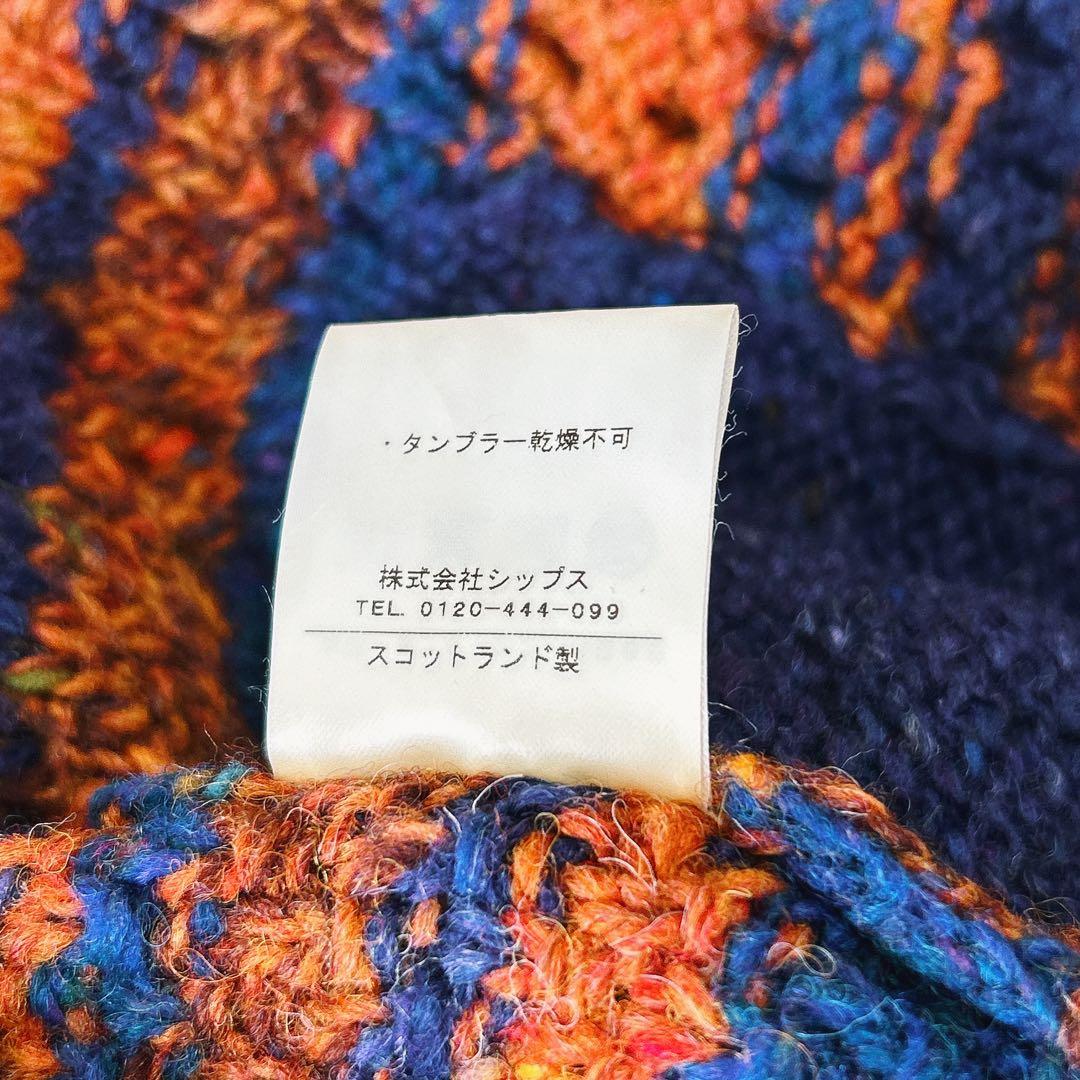 ・タンブラー乾燥不可
株式会社シップス
TEL. 0120-444-099
スコットランド製